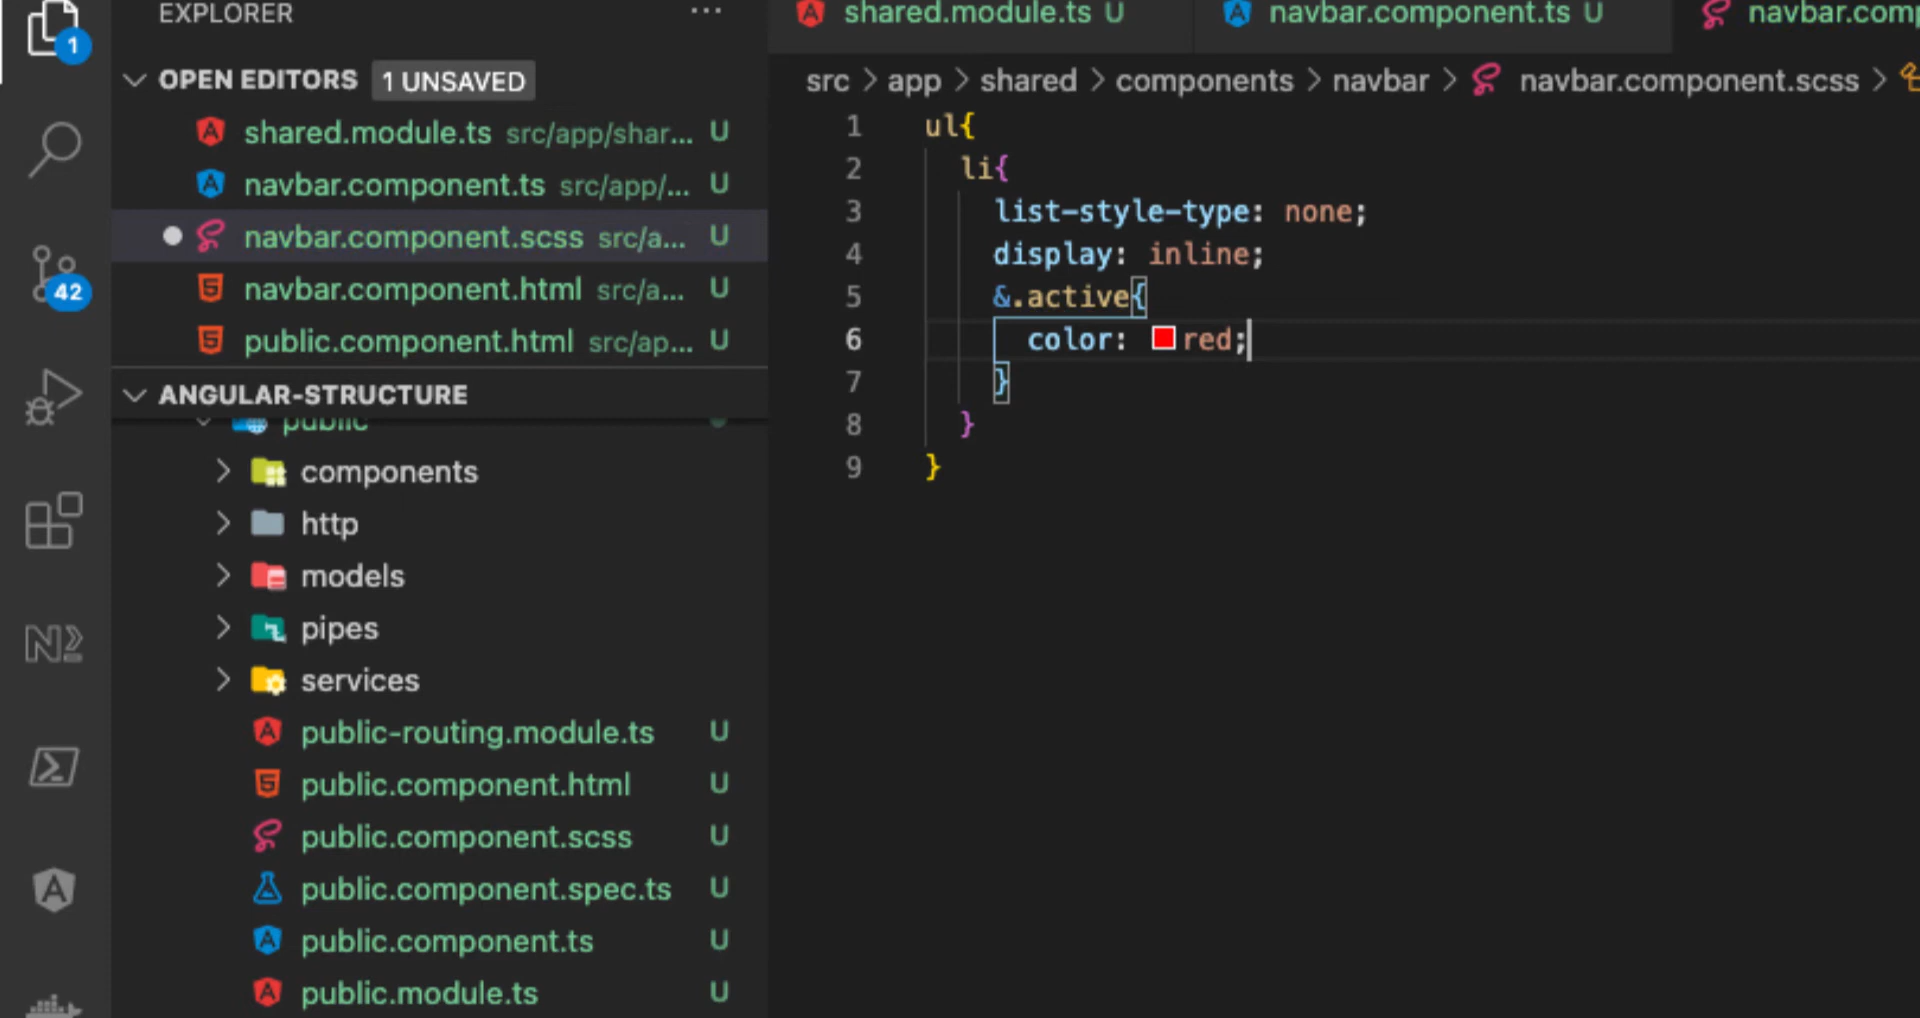 EXPLORER
1
OPEN EDITORS 1 UNSAVED
shared.module.ts src/app/shar... U
navbar.component.ts src/app/... U
navbar.component.scss src/a... U
navbar.component.html src/a... U
public.component.html src/ap... U
42
ANGULAR-STRUCTURE
public
components
http
models
pipes
services
public-routing.module.ts U
public.component.html U
public.component.scss U
public.component.spec.ts U
public.component.ts U
public.module.ts U
shared.module.ts U navbar.component.ts U navbar.comp
src > app > shared > components > navbar > navbar.component.scss >
1 ul{
2 li{
3 list-style-type: none;
4 display: inline;
5 &.active{
6 color: red;
7 }
8 }
9 }